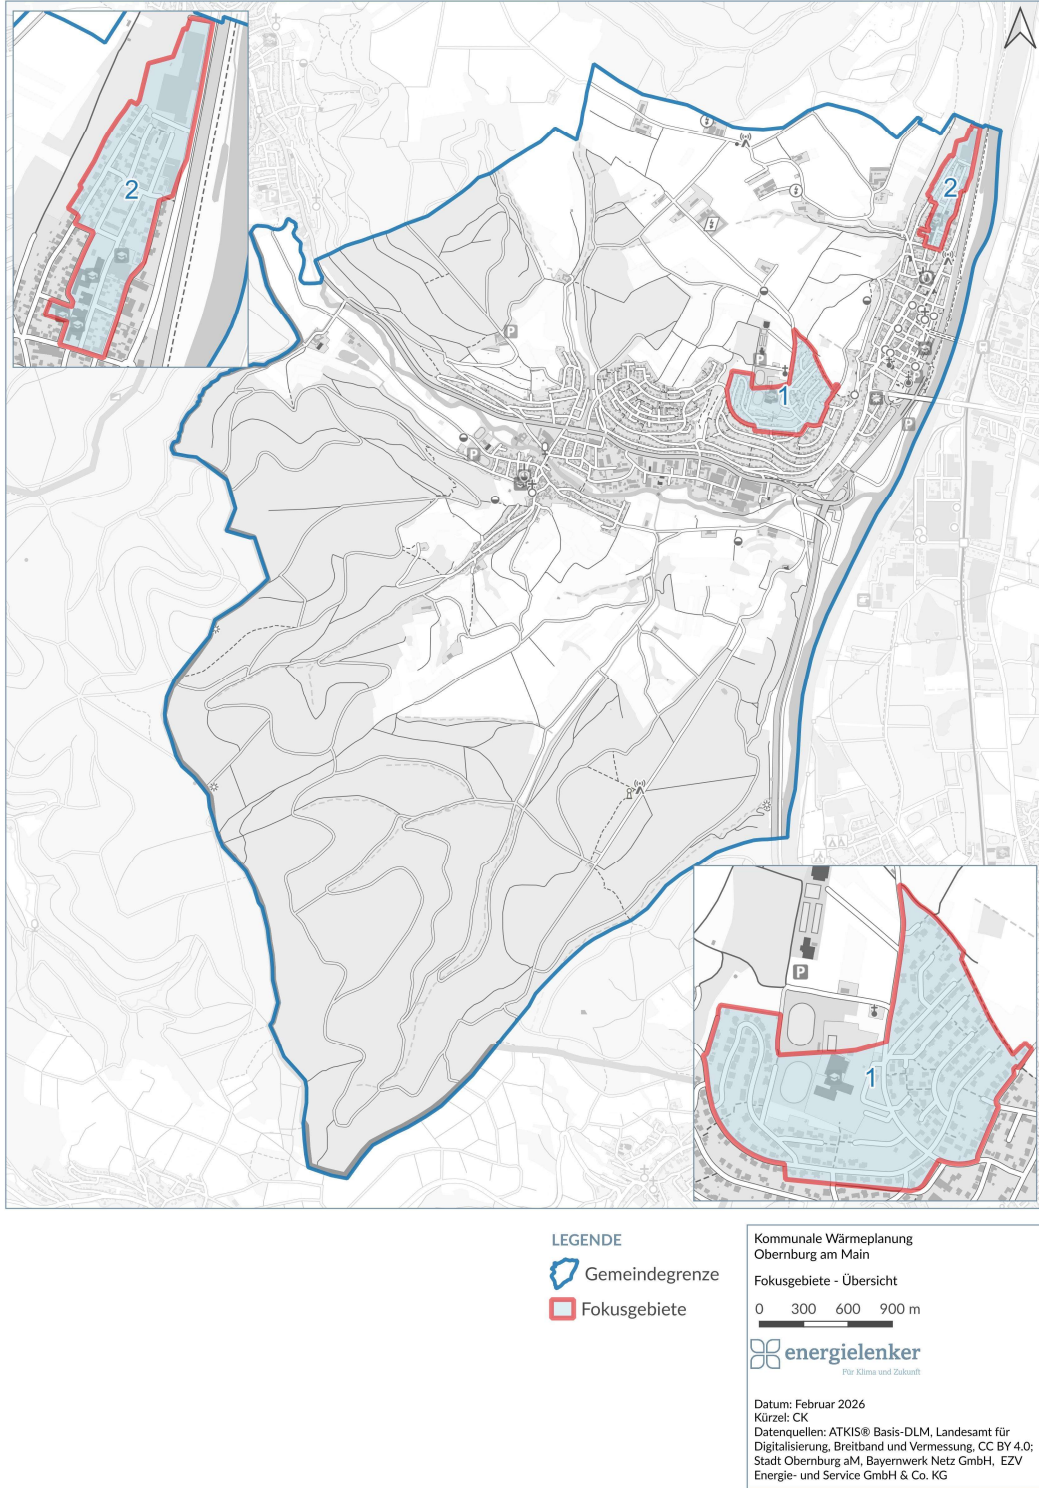 2
2
P
P
1
P
P
P
1
LEGENDE
Gemeindegrenze
Fokusgebiete
Kommunale Wärmeplanung
Obernburg am Main
Fokusgebiete - Übersicht
0 300 600 900 m
energielenker
Für Klima und Zukunft
Datum: Februar 2026
Kürzel: CK
Datenquellen: ATKIS® Basis-DLM, Landesamt für
Digitalisierung, Breitband und Vermessung, CC BY 4.0;
Stadt Obernburg aM, Bayernwerk Netz GmbH, EZV
Energie- und Service GmbH & Co. KG